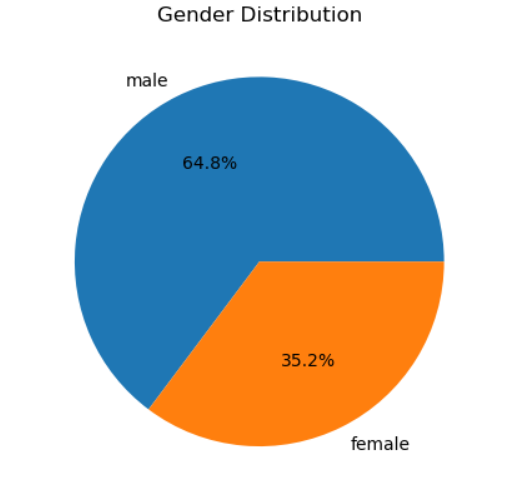 Gender Distribution
male
64.8%
35.2%
female